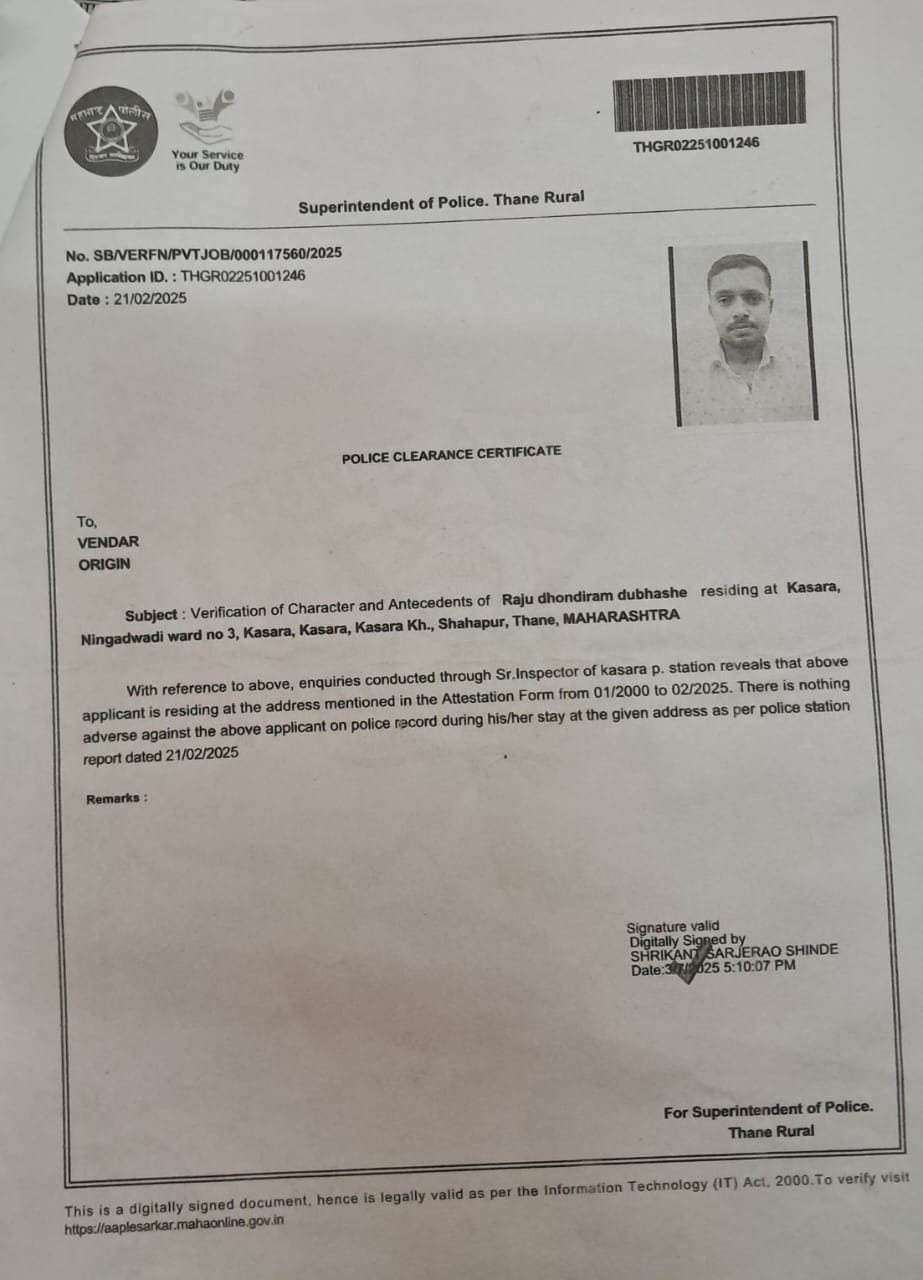 महाराष्ट्र पोलीस
Your Service
is Our Duty
THGR02251001246
Superintendent of Police. Thane Rural
No. SB/VERFN/PVTJOB/000117560/2025
Application ID. : THGR02251001246
Date : 21/02/2025
POLICE CLEARANCE CERTIFICATE
To,
VENDAR
ORIGIN
Subject : Verification of Character and Antecedents of Raju dhondiram dubhashe residing at Kasara,
Ningadwadi ward no 3, Kasara, Kasara, Kasara Kh., Shahapur, Thane, MAHARASHTRA
With reference to above, enquiries conducted through Sr.Inspector of kasara p. station reveals that above
applicant is residing at the address mentioned in the Attestation Form from 01/2000 to 02/2025. There is nothing
adverse against the above applicant on police record during his/her stay at the given address as per police station
report dated 21/02/2025
Remarks :
Signature valid
Digitally Signed by
SHRIKANT SARJERAO SHINDE
Date:3/7/2025 5:10:07 PM
For Superintendent of Police.
Thane Rural
This is a digitally signed document, hence is legally valid as per the Information Technology (IT) Act, 2000.To verify visit
https://aaplesarkar.mahaonline.gov.in